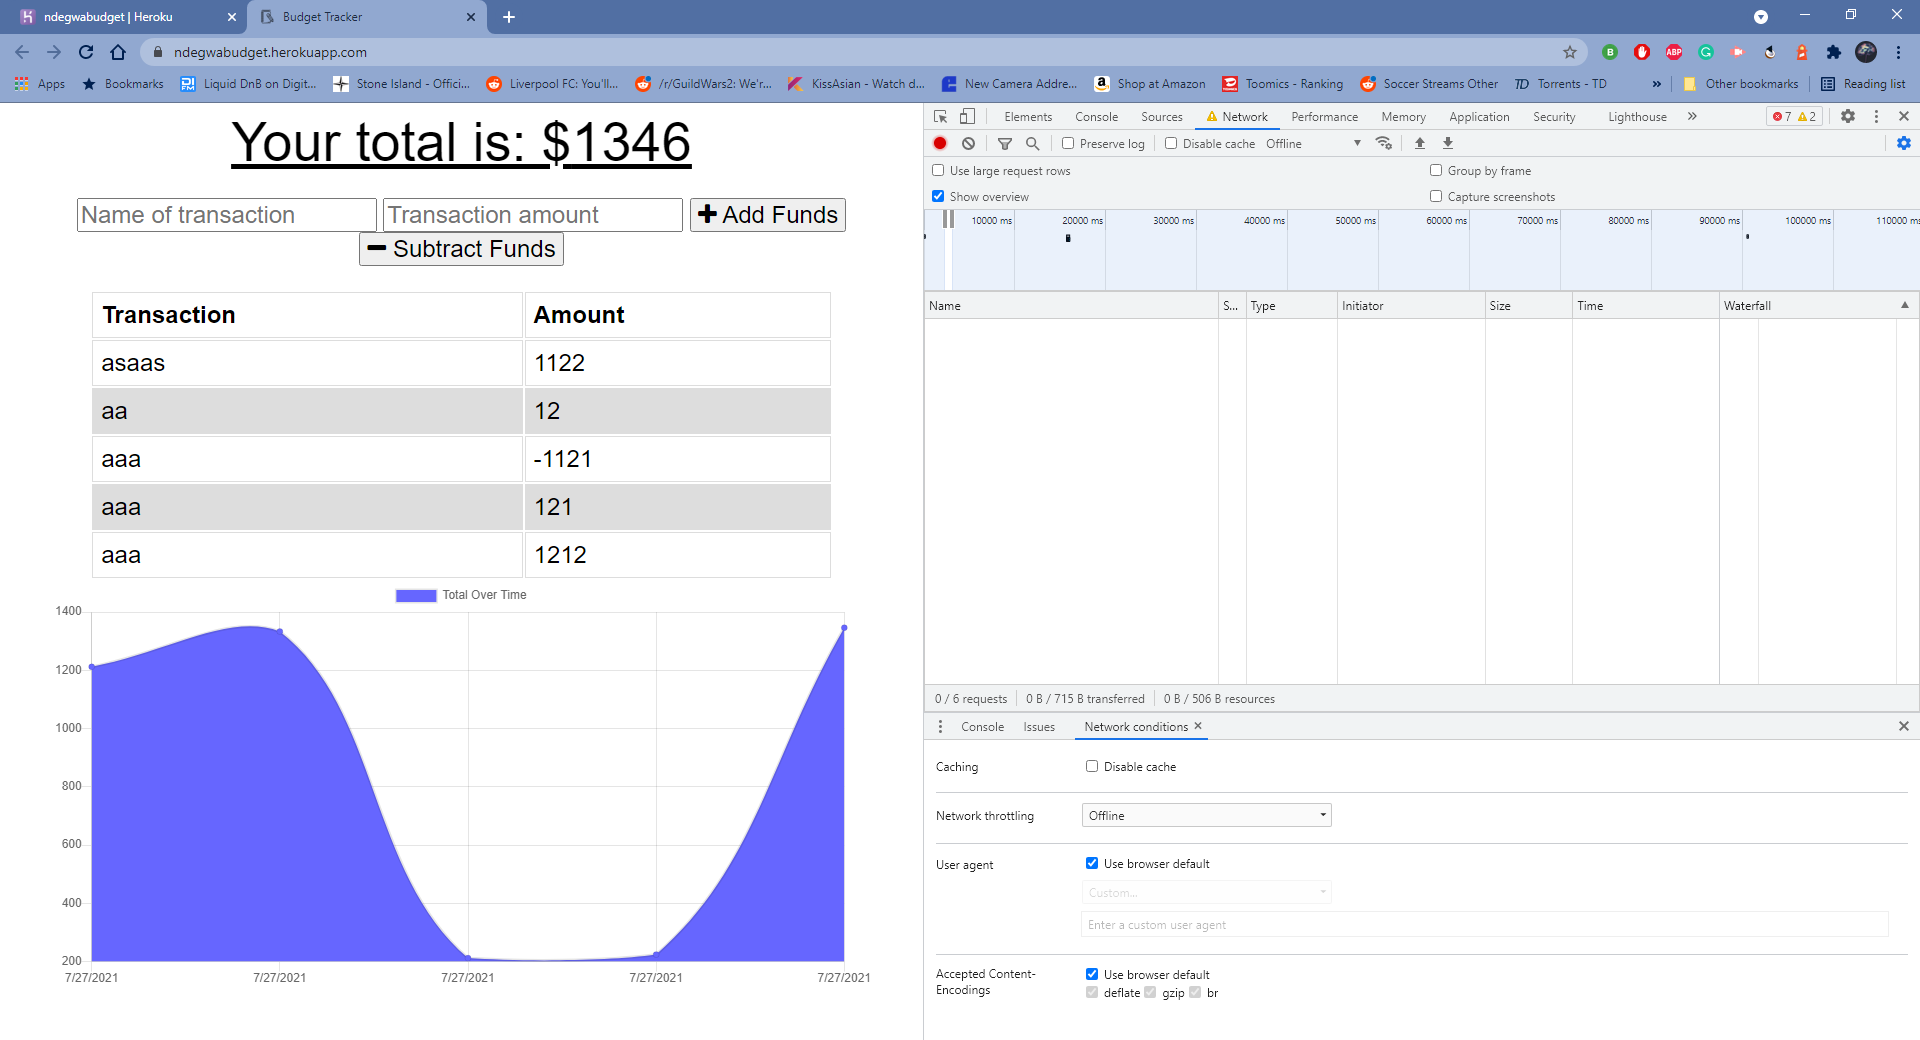 ndegwabudget | Heroku
Budget Tracker
ndegwabudget.herokuapp.com
Apps Bookmarks Liquid DnB on Digit... Stone Island - Offici... Liverpool FC: You'll... /r/GuildWars2: We'r... KissAsian - Watch d... New Camera Addre... Shop at Amazon Toomics - Ranking Soccer Streams Other Torrents - TD » Other bookmarks Reading list
Your total is: $1346
Name of transaction Transaction amount Add Funds
Subtract Funds
Transaction Amount
asaas 1122
aa 12
aaa -1121
aaa 121
aaa 1212
Total Over Time
1400
1200
1000
800
600
400
200
7/27/2021 7/27/2021 7/27/2021 7/27/2021 7/27/2021
Elements Console Sources Network Performance Memory Application Security Lighthouse » 7 2
Preserve log Disable cache Offline
Use large request rows Group by frame
Show overview Capture screenshots
10000 ms 20000 ms 30000 ms 40000 ms 50000 ms 60000 ms 70000 ms 80000 ms 90000 ms 100000 ms 110000 ms
Name S... Type Initiator Size Time Waterfall
0 / 6 requests 0 B / 715 B transferred 0 B / 506 B resources
Console Issues Network conditions
Caching Disable cache
Network throttling Offline
User agent Use browser default
Custom...
Enter a custom user agent
Accepted Content- Use browser default
Encodings deflate gzip br